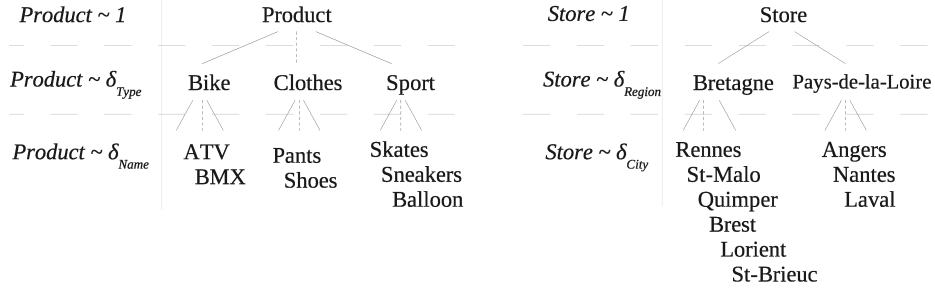 Product ~ 1
Product
Product ~ δType
Bike Clothes Sport
Product ~ δName
ATV
BMX
Pants
Shoes
Skates
Sneakers
Balloon
Store ~ 1
Store
Store ~ δRegion
Bretagne Pays-de-la-Loire
Store ~ δCity
Rennes
St-Malo
Quimper
Brest
Lorient
St-Brieuc
Angers
Nantes
Laval